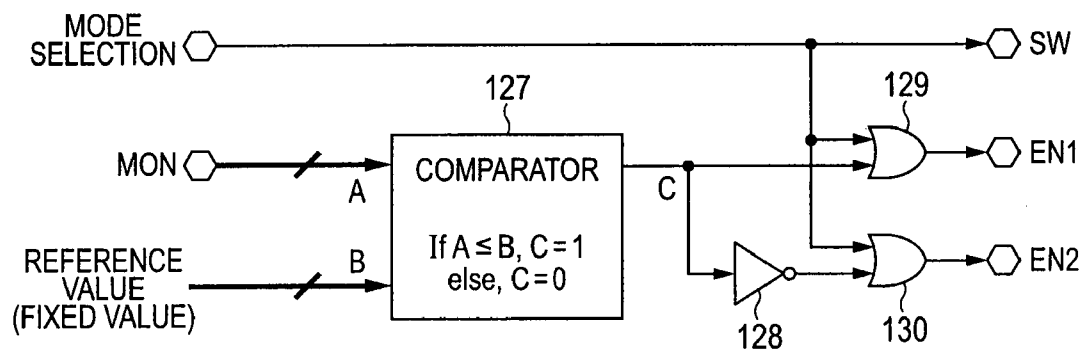 MODE
SELECTION
SW
127
129
MON
A
COMPARATOR
C
EN1
If A ≤ B, C = 1
else, C = 0
REFERENCE
VALUE
(FIXED VALUE)
B
EN2
128
130